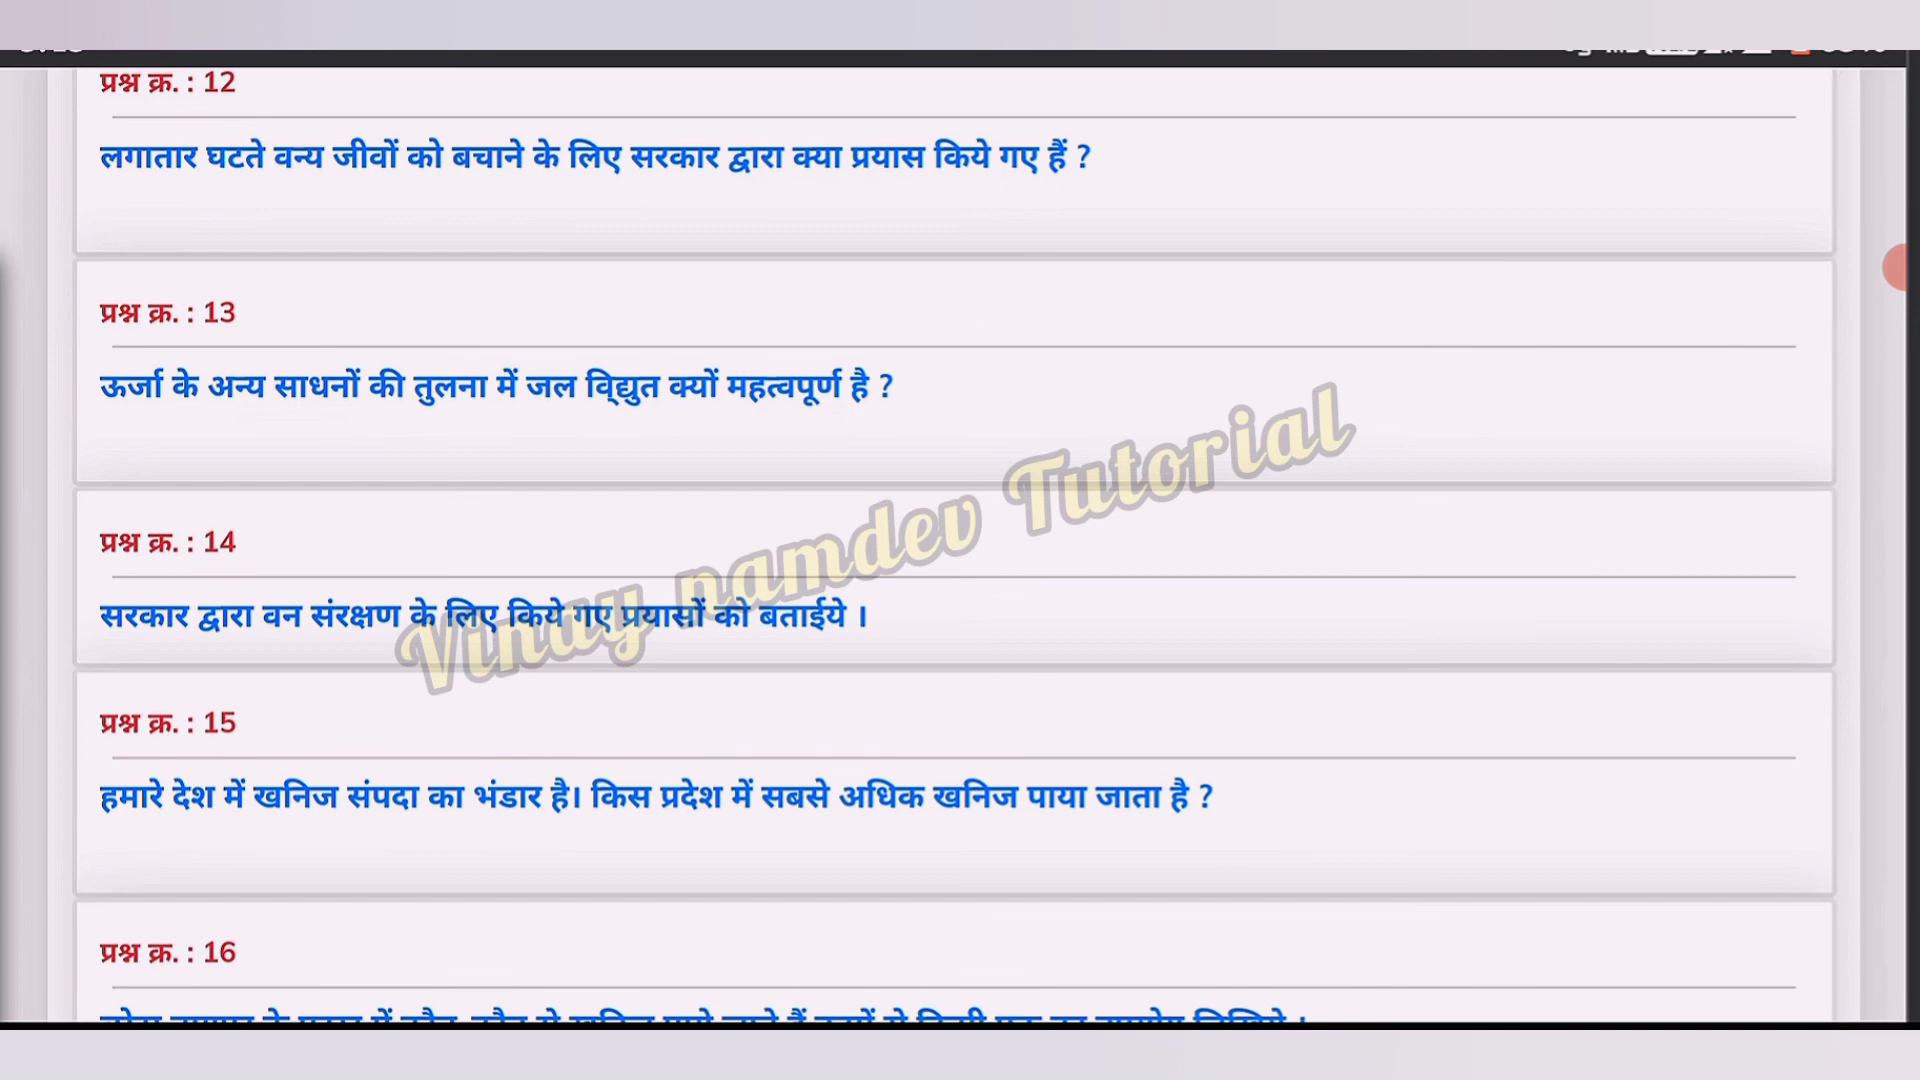 प्रश्न क्र. : 12
लगातार घटते वन्य जीवों को बचाने के लिए सरकार द्वारा क्या प्रयास किये गए हैं ?
प्रश्न क्र. : 13
ऊर्जा के अन्य साधनों की तुलना में जल विद्युत क्यों महत्वपूर्ण है ?
प्रश्न क्र. : 14
सरकार द्वारा वन संरक्षण के लिए किये गए प्रयासों को बताईये ।
Vinay namdev Tutorial
प्रश्न क्र. : 15
हमारे देश में खनिज संपदा का भंडार है। किस प्रदेश में सबसे अधिक खनिज पाया जाता है ?
प्रश्न क्र. : 16